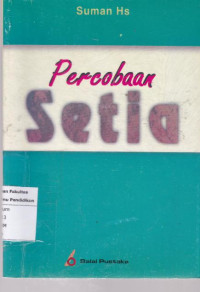 Suman Hs
Percobaan
Setia
Balai Pustaka